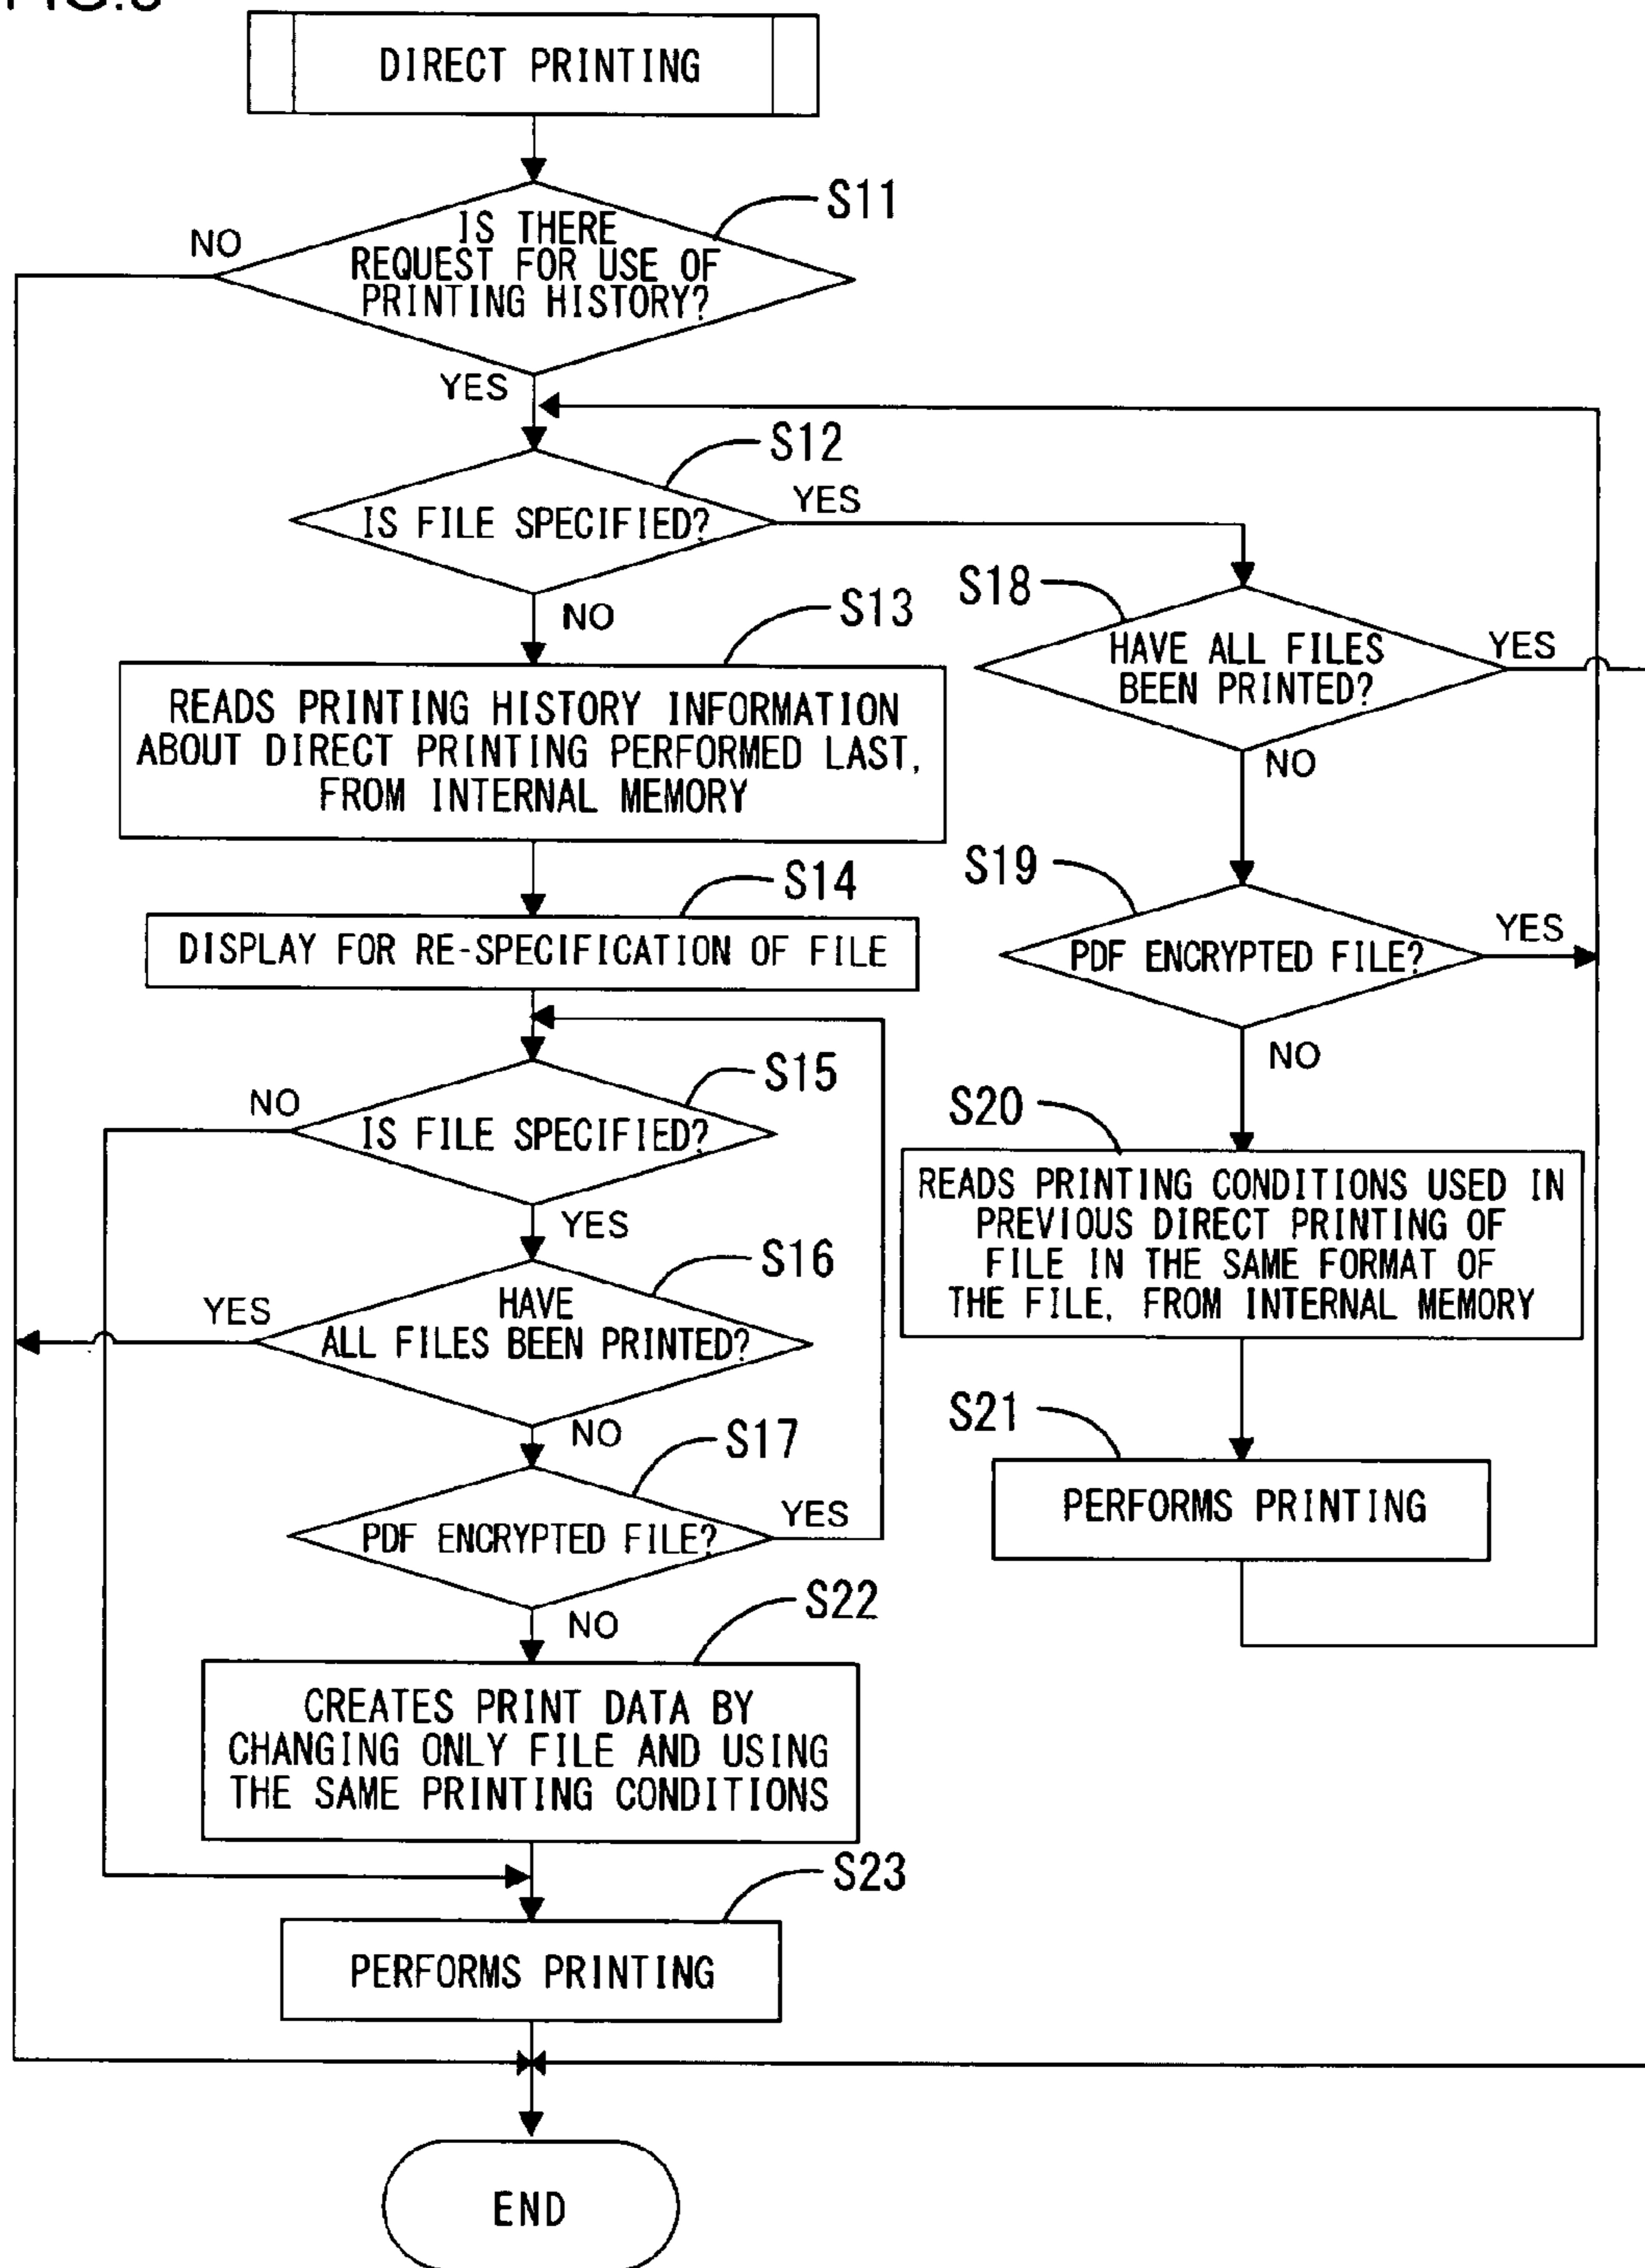 DIRECT PRINTING
S11
NO
IS THERE
REQUEST FOR USE OF
PRINTING HISTORY?
YES
S12
YES
IS FILE SPECIFIED?
NO
S13
READS PRINTING HISTORY INFORMATION
ABOUT DIRECT PRINTING PERFORMED LAST,
FROM INTERNAL MEMORY
S14
DISPLAY FOR RE-SPECIFICATION OF FILE
S15
NO
IS FILE SPECIFIED?
YES
S16
YES
HAVE
ALL FILES BEEN PRINTED?
NO
S17
YES
PDF ENCRYPTED FILE?
NO
S22
CREATES PRINT DATA BY
CHANGING ONLY FILE AND USING
THE SAME PRINTING CONDITIONS
S23
PERFORMS PRINTING
END
S18
YES
HAVE ALL FILES
BEEN PRINTED?
NO
S19
YES
PDF ENCRYPTED FILE?
NO
S20
READS PRINTING CONDITIONS USED IN
PREVIOUS DIRECT PRINTING OF
FILE IN THE SAME FORMAT OF
THE FILE, FROM INTERNAL MEMORY
S21
PERFORMS PRINTING